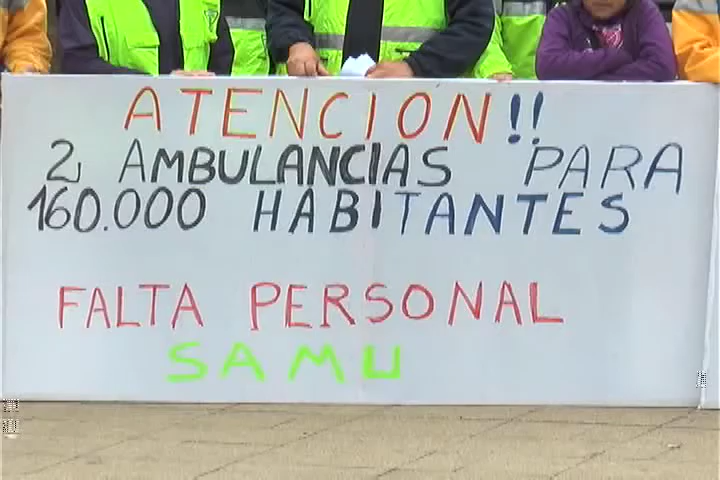 ATENCION!!
2 AMBULANCIAS PARA
160.000 HABITANTES
FALTA PERSONAL
SAMU